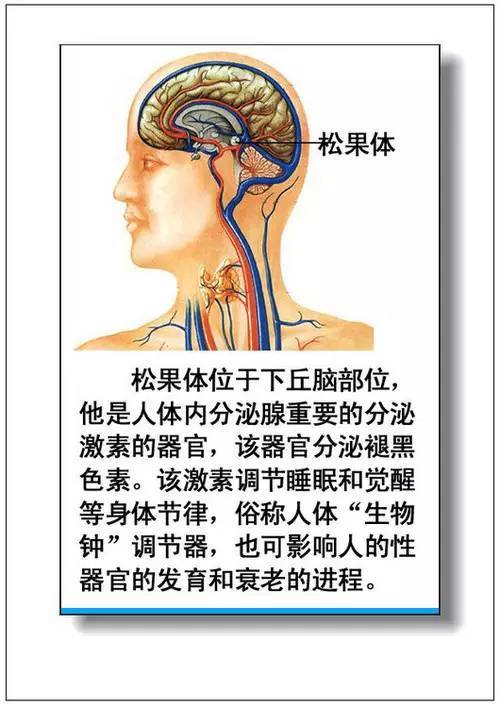 松果体
松果体位于下丘脑部位，
他是人体内分泌腺重要的分泌
激素的器官，该器官分泌褪黑
色素。该激素调节睡眠和觉醒
等身体节律，俗称人体“生物
钟”调节器，也可影响人的性
器官的发育和衰老的进程。